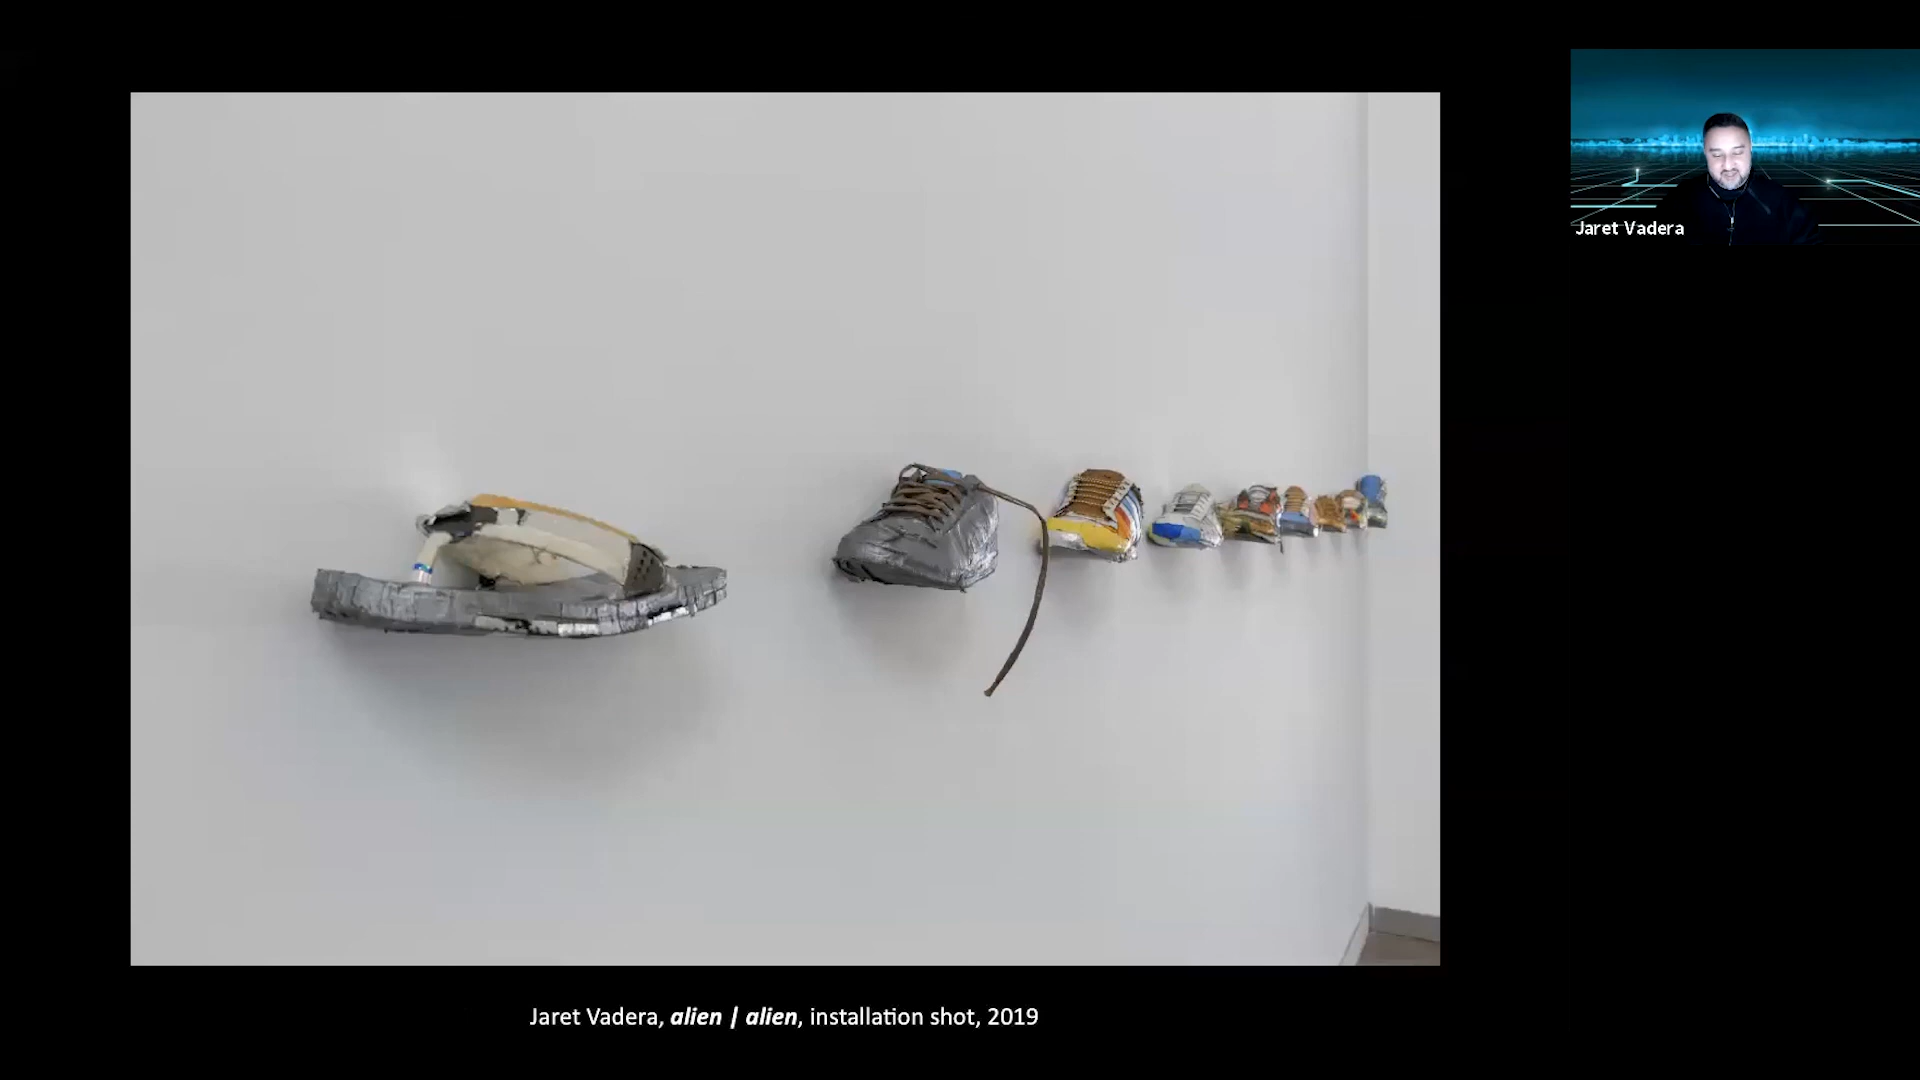 Jaret Vadera
Jaret Vadera, alien | alien, installation shot, 2019